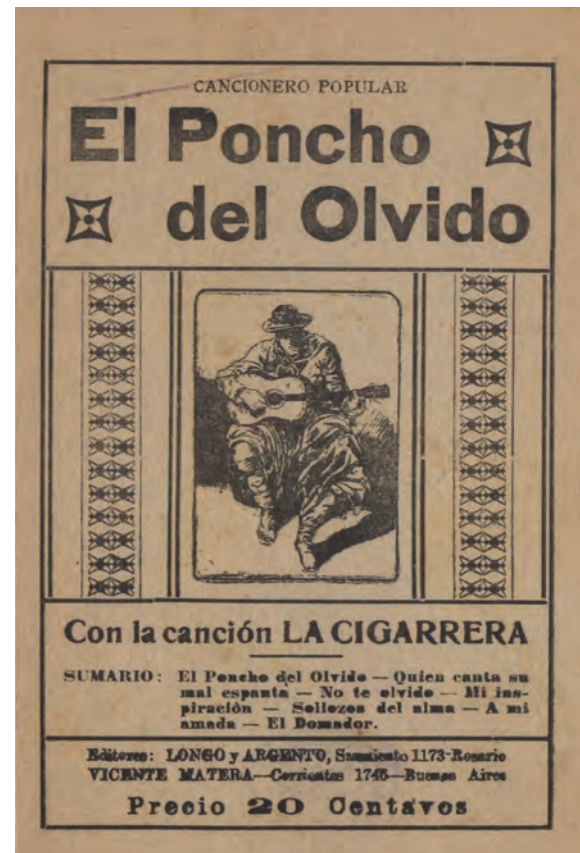 CANCIONERO POPULAR
El Poncho
del Olvido
Con la canción LA CIGARRERA
SUMARIO: El Poncho del Olvido — Quien canta su
mal espanta — No te olvido — Mi ins-
piración — Sollozos del alma — A mi
amada — El Domador.
Editores: LONGO y ARGENTO, Sarmiento 1173-Rosario
VICENTE MATERA—Corrientes 1746—Buenos Aires
Precio 20 Centavos